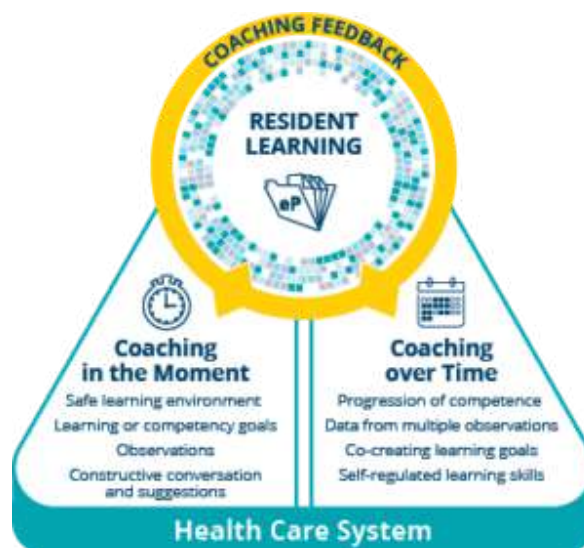 COACHING FEEDBACK
RESIDENT
LEARNING
eP
Coaching
in the Moment
Safe learning environment
Learning or competency goals
Observations
Constructive conversation
and suggestions
Coaching
over Time
Progression of competence
Data from multiple observations
Co-creating learning goals
Self-regulated learning skills
Health Care System